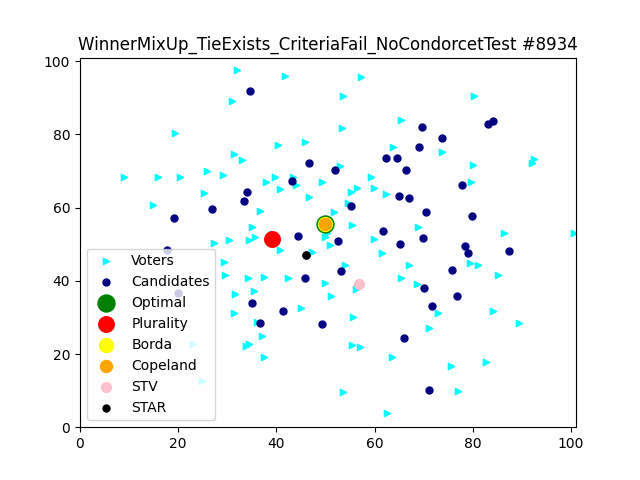 WinnerMixUp_TieExists_CriteriaFail_NoCondorcetTest #8934
100
80
60
40
20
0
Voters
Candidates
Optimal
Plurality
Borda
Copeland
STV
STAR
0 20 40 60 80 100